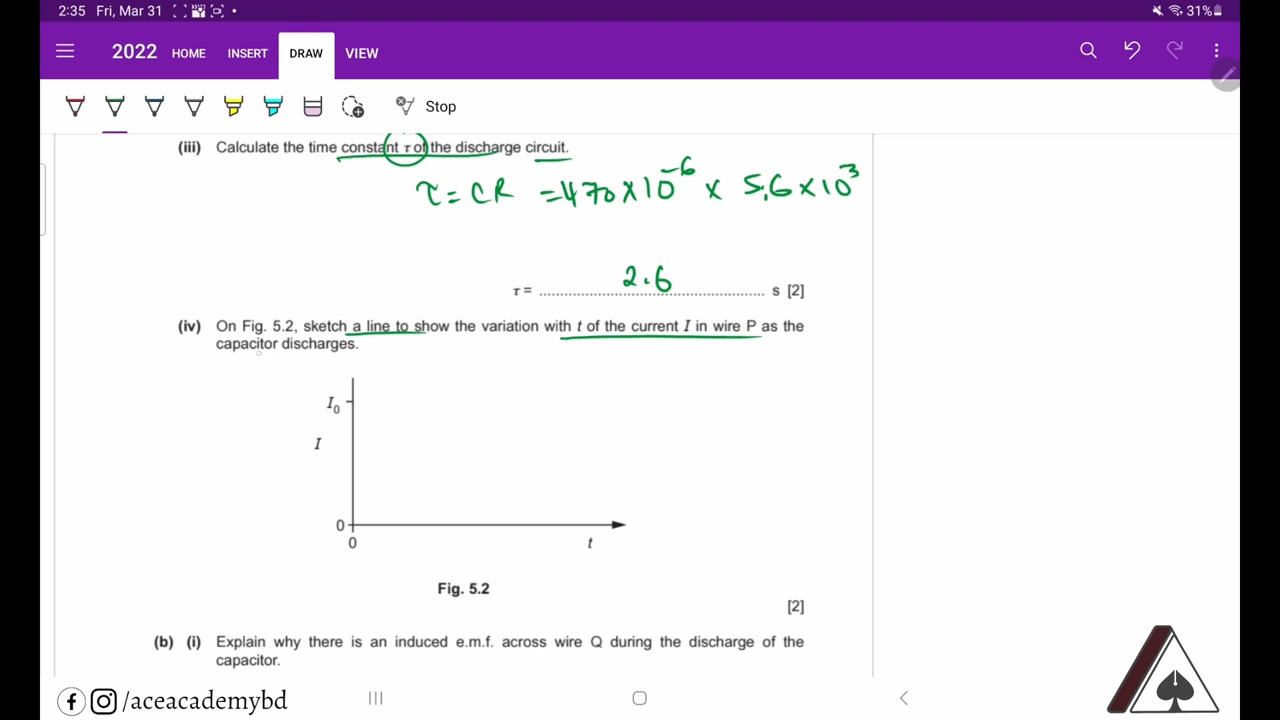 2:35 Fri, Mar 31
31%
2022 HOME INSERT DRAW VIEW
Stop
(iii) Calculate the time constant τ of the discharge circuit.
τ = CR = 470 × 10⁻⁶ × 5.6 × 10³
2.6
τ = ................................................ s [2]
(iv) On Fig. 5.2, sketch a line to show the variation with t of the current I in wire P as the
capacitor discharges.
I₀
I
0
0
t
Fig. 5.2
[2]
(b) (i) Explain why there is an induced e.m.f. across wire Q during the discharge of the
capacitor.
/aceacademybd